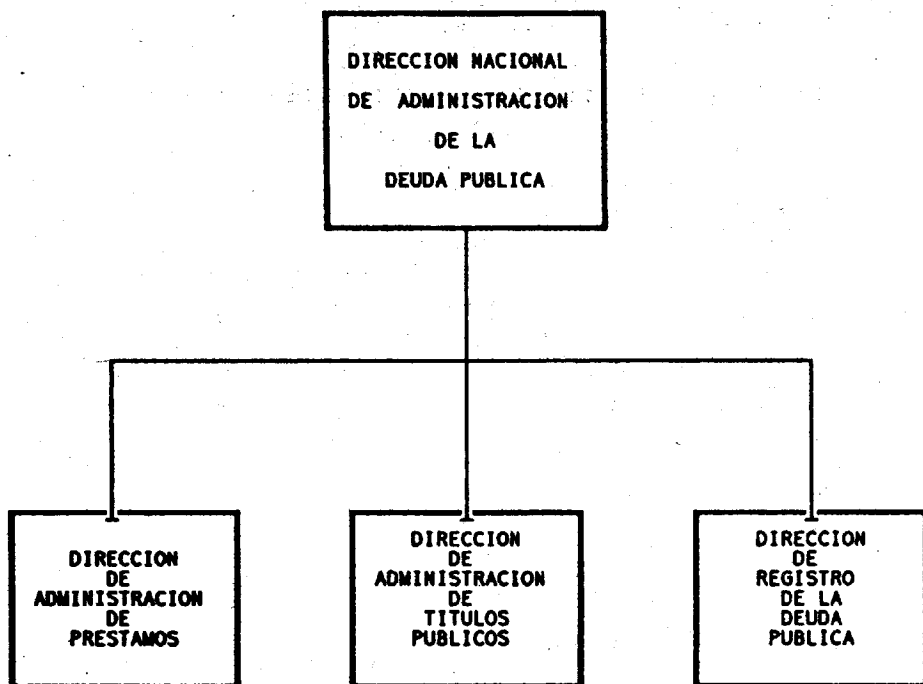 DIRECCION NACIONAL
DE ADMINISTRACION
DE LA
DEUDA PUBLICA
DIRECCION
DE
ADMINISTRACION
DE
PRESTAMOS
DIRECCION
DE
ADMINISTRACION
DE
TITULOS
PUBLICOS
DIRECCION
DE
REGISTRO
DE LA
DEUDA
PUBLICA